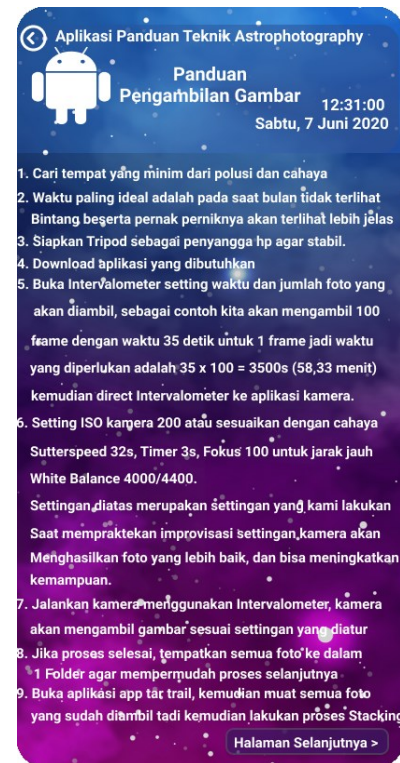 Aplikasi Panduan Teknik Astrophotography
Panduan
Pengambilan Gambar
12:31:00
Sabtu, 7 Juni 2020
1. Cari tempat yang minim dari polusi dan cahaya
2. Waktu paling ideal adalah pada saat bulan tidak terlihat
Bintang beserta pernak perniknya akan terlihat lebih jelas
3. Siapkan Tripod sebagai penyangga hp agar stabil.
4. Download aplikasi yang dibutuhkan
5. Buka Intervalometer setting waktu dan jumlah foto yang
akan diambil, sebagai contoh kita akan mengambil 100
frame dengan waktu 35 detik untuk 1 frame jadi waktu
yang diperlukan adalah 35 x 100 = 3500s (58,33 menit)
kemudian direct Intervalometer ke aplikasi kamera.
6. Setting ISO kamera 200 atau sesuaikan dengan cahaya
Sutterspeed 32s, Timer 3s, Fokus 100 untuk jarak jauh
White Balance 4000/4400.
Settingan diatas merupakan settingan yang kami lakukan
Saat mempraktekan improvisasi settingan,kamera akan
Menghasilkan foto yang lebih baik, dan bisa meningkatkan
kemampuan.
7. Jalankan kamera menggunakan Intervalometer, kamera
akan mengambil gambar sesuai settingan yang diatur
8. Jika proses selesai, tempatkan semua foto ke dalam
1 Folder agar mempermudah proses selanjutnya
9. Buka aplikasi app tar trail, kemudian muat semua foto
yang sudah diambil tadi kemudian lakukan proses Stacking
Halaman Selanjutnya >